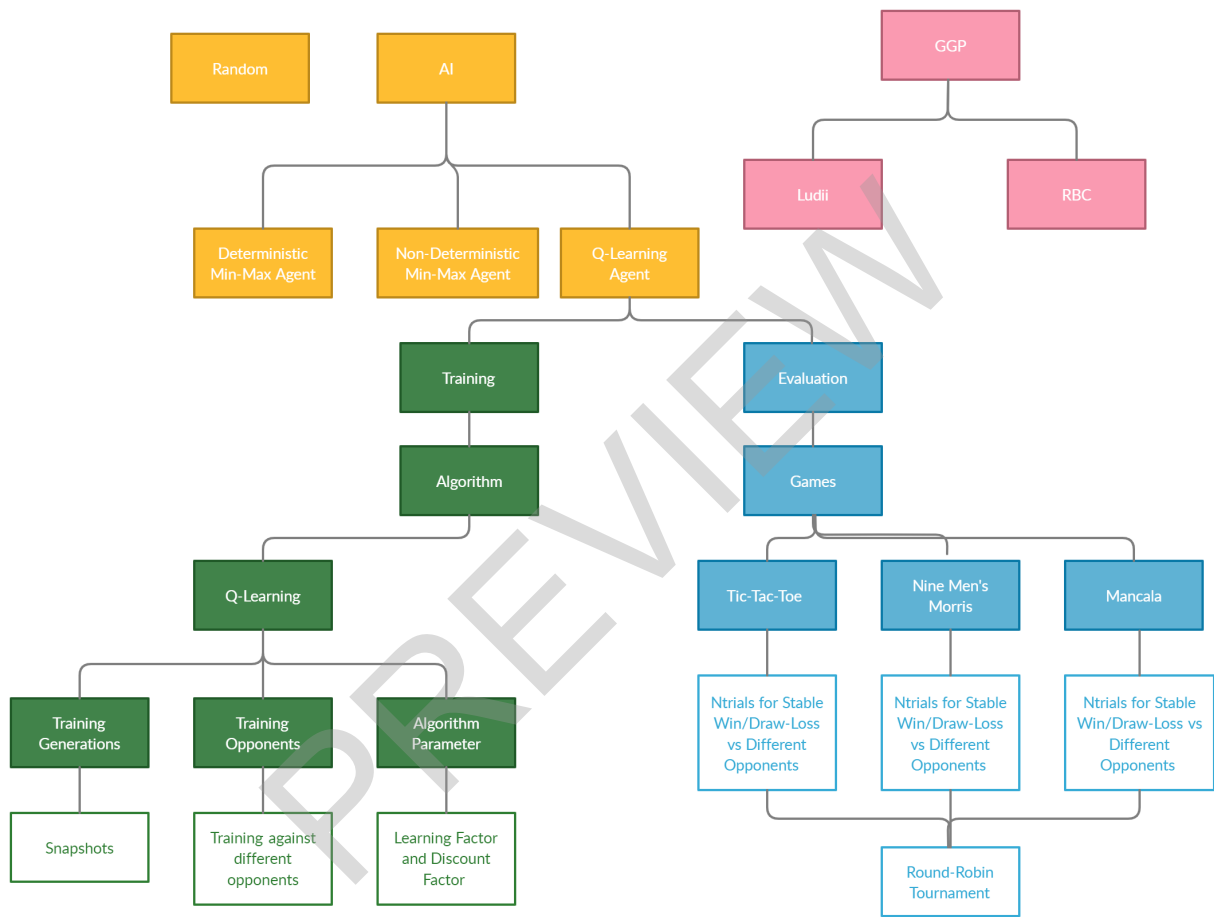 GGP
Random
AI
Ludii
RBC
Deterministic
Min-Max Agent
Non-Deterministic
Min-Max Agent
Q-Learning
Agent
Training
Evaluation
Algorithm
Games
Q-Learning
Tic-Tac-Toe
Nine Men's
Morris
Mancala
Training
Generations
Training
Opponents
Algorithm
Parameter
Ntrials for Stable
Win/Draw-Loss
vs Different
Opponents
Ntrials for Stable
Win/Draw-Loss
vs Different
Opponents
Ntrials for Stable
Win/Draw-Loss vs
Different
Opponents
Snapshots
Training against
different
opponents
Learning Factor
and Discount
Factor
Round-Robin
Tournament
PREVIEW